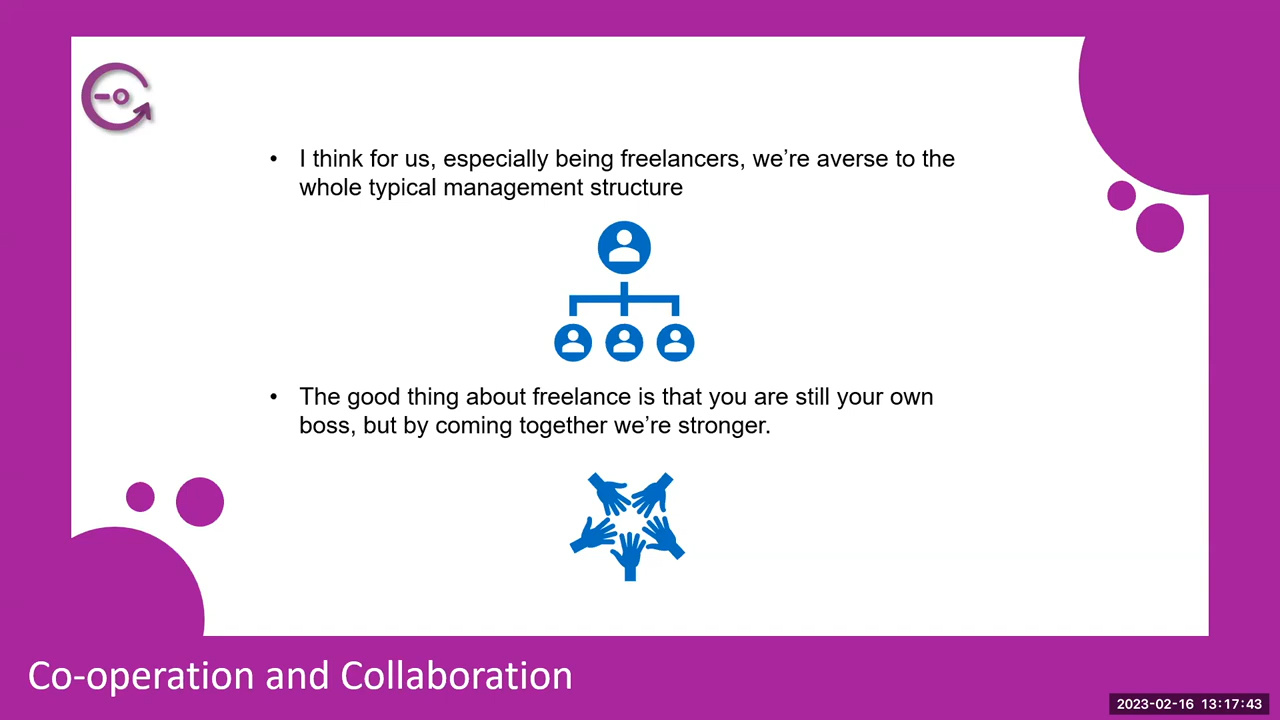 • I think for us, especially being freelancers, we’re averse to the
whole typical management structure
• The good thing about freelance is that you are still your own
boss, but by coming together we’re stronger.
Co-operation and Collaboration
2023-02-16 13:17:43